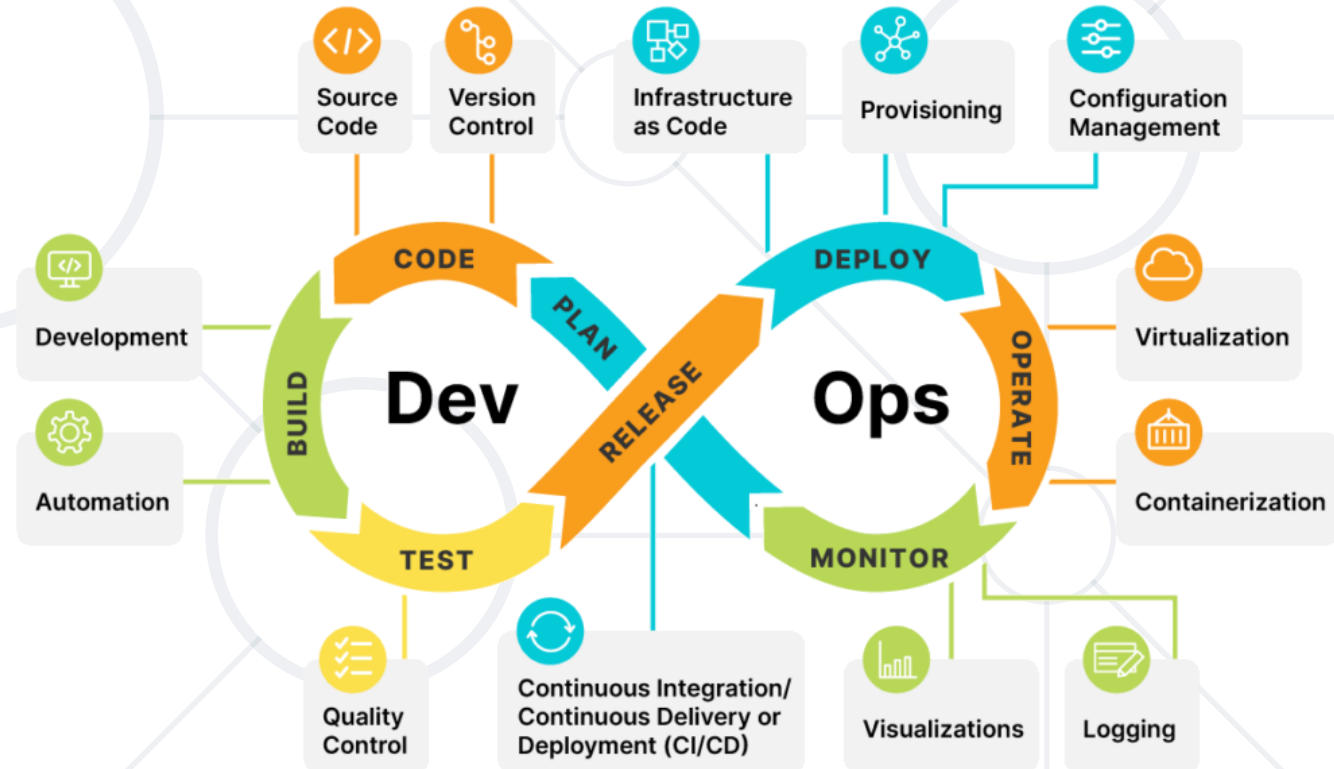 Source
Code
Version
Control
Infrastructure
as Code
Provisioning
Configuration
Management
CODE
DEPLOY
PLAN
Development
Virtualization
BUILD
Dev
RELEASE
Ops
OPERATE
Automation
Containerization
TEST
MONITOR
Quality
Control
Continuous Integration/
Continuous Delivery or
Deployment (CI/CD)
Visualizations
Logging